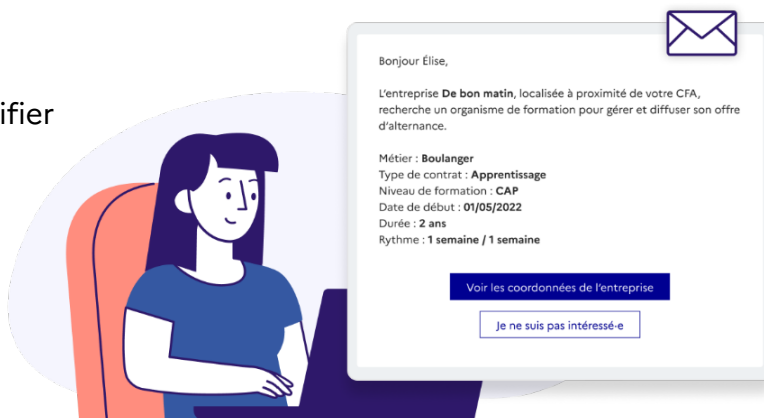 ifier
Bonjour Élise,
L'entreprise De bon matin, localisée à proximité de votre CFA,
recherche un organisme de formation pour gérer et diffuser son offre
d'alternance.
Métier : Boulanger
Type de contrat : Apprentissage
Niveau de formation : CAP
Date de début : 01/05/2022
Durée : 2 ans
Rythme : 1 semaine / 1 semaine
Voir les coordonnées de l'entreprise
Je ne suis pas intéressé·e